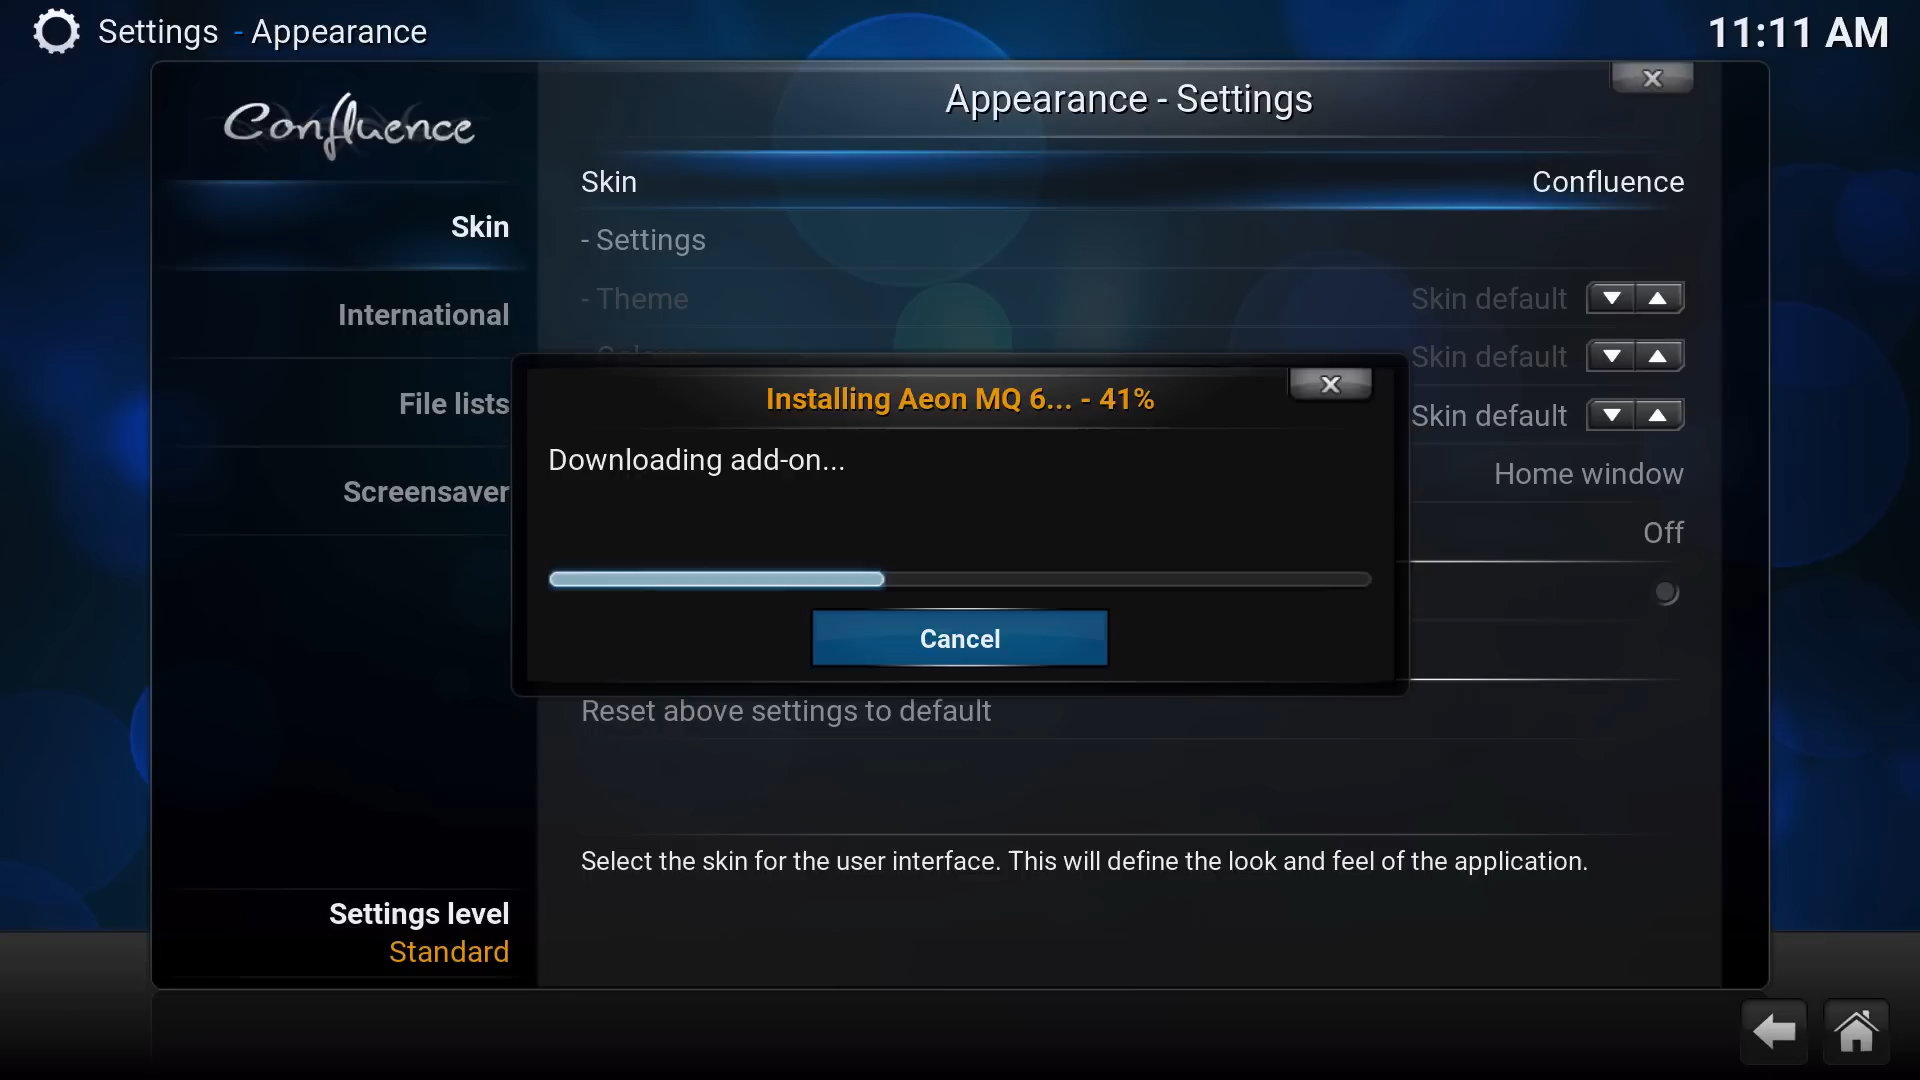 Settings - Appearance
11:11 AM
Confluence
Appearance - Settings
Skin
Confluence
Skin
- Settings
International
- Theme
Skin default
Skin default
File lists
Installing Aeon MQ 6... - 41%
Skin default
Downloading add-on...
Home window
Screensaver
Off
Cancel
Reset above settings to default
Select the skin for the user interface. This will define the look and feel of the application.
Settings level
Standard